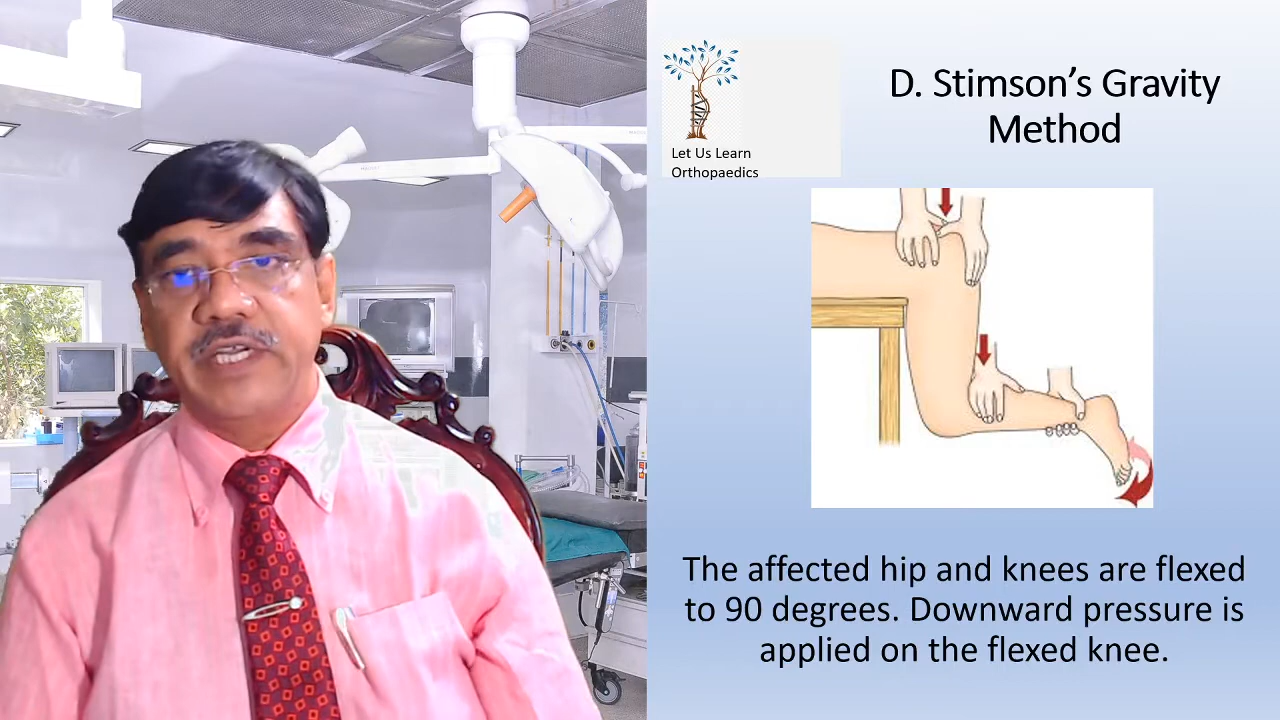 Let Us Learn
Orthopaedics
D. Stimson’s Gravity
Method
The affected hip and knees are flexed
to 90 degrees. Downward pressure is
applied on the flexed knee.